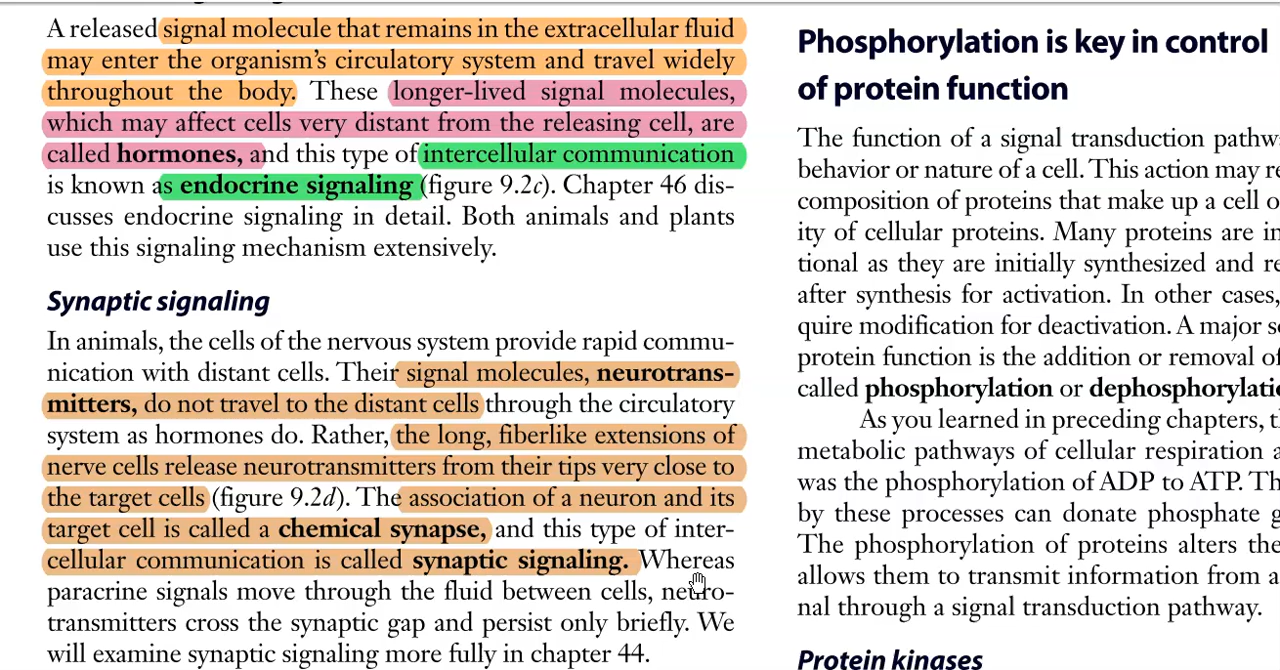 A released signal molecule that remains in the extracellular fluid
may enter the organism's circulatory system and travel widely
throughout the body. These longer-lived signal molecules,
which may affect cells very distant from the releasing cell, are
called hormones, and this type of intercellular communication
is known as endocrine signaling (figure 9.2c). Chapter 46 dis-
cusses endocrine signaling in detail. Both animals and plants
use this signaling mechanism extensively.
Synaptic signaling
In animals, the cells of the nervous system provide rapid commu-
nication with distant cells. Their signal molecules, neurotrans-
mitters, do not travel to the distant cells through the circulatory
system as hormones do. Rather, the long, fiberlike extensions of
nerve cells release neurotransmitters from their tips very close to
the target cells (figure 9.2d). The association of a neuron and its
target cell is called a chemical synapse, and this type of inter-
cellular communication is called synaptic signaling. Whereas
paracrine signals move through the fluid between cells, neuro-
transmitters cross the synaptic gap and persist only briefly. We
will examine synaptic signaling more fully in chapter 44.
Phosphorylation is key in control
of protein function
The function of a signal transduction pathw
behavior or nature of a cell. This action may re
composition of proteins that make up a cell o
ity of cellular proteins. Many proteins are in
tional as they are initially synthesized and re
after synthesis for activation. In other cases,
quire modification for deactivation. A major s
protein function is the addition or removal of
called phosphorylation or dephosphorylatio
As you learned in preceding chapters, t
metabolic pathways of cellular respiration a
was the phosphorylation of ADP to ATP. Th
by these processes can donate phosphate g
The phosphorylation of proteins alters the
allows them to transmit information from a
nal through a signal transduction pathway.
Protein kinases